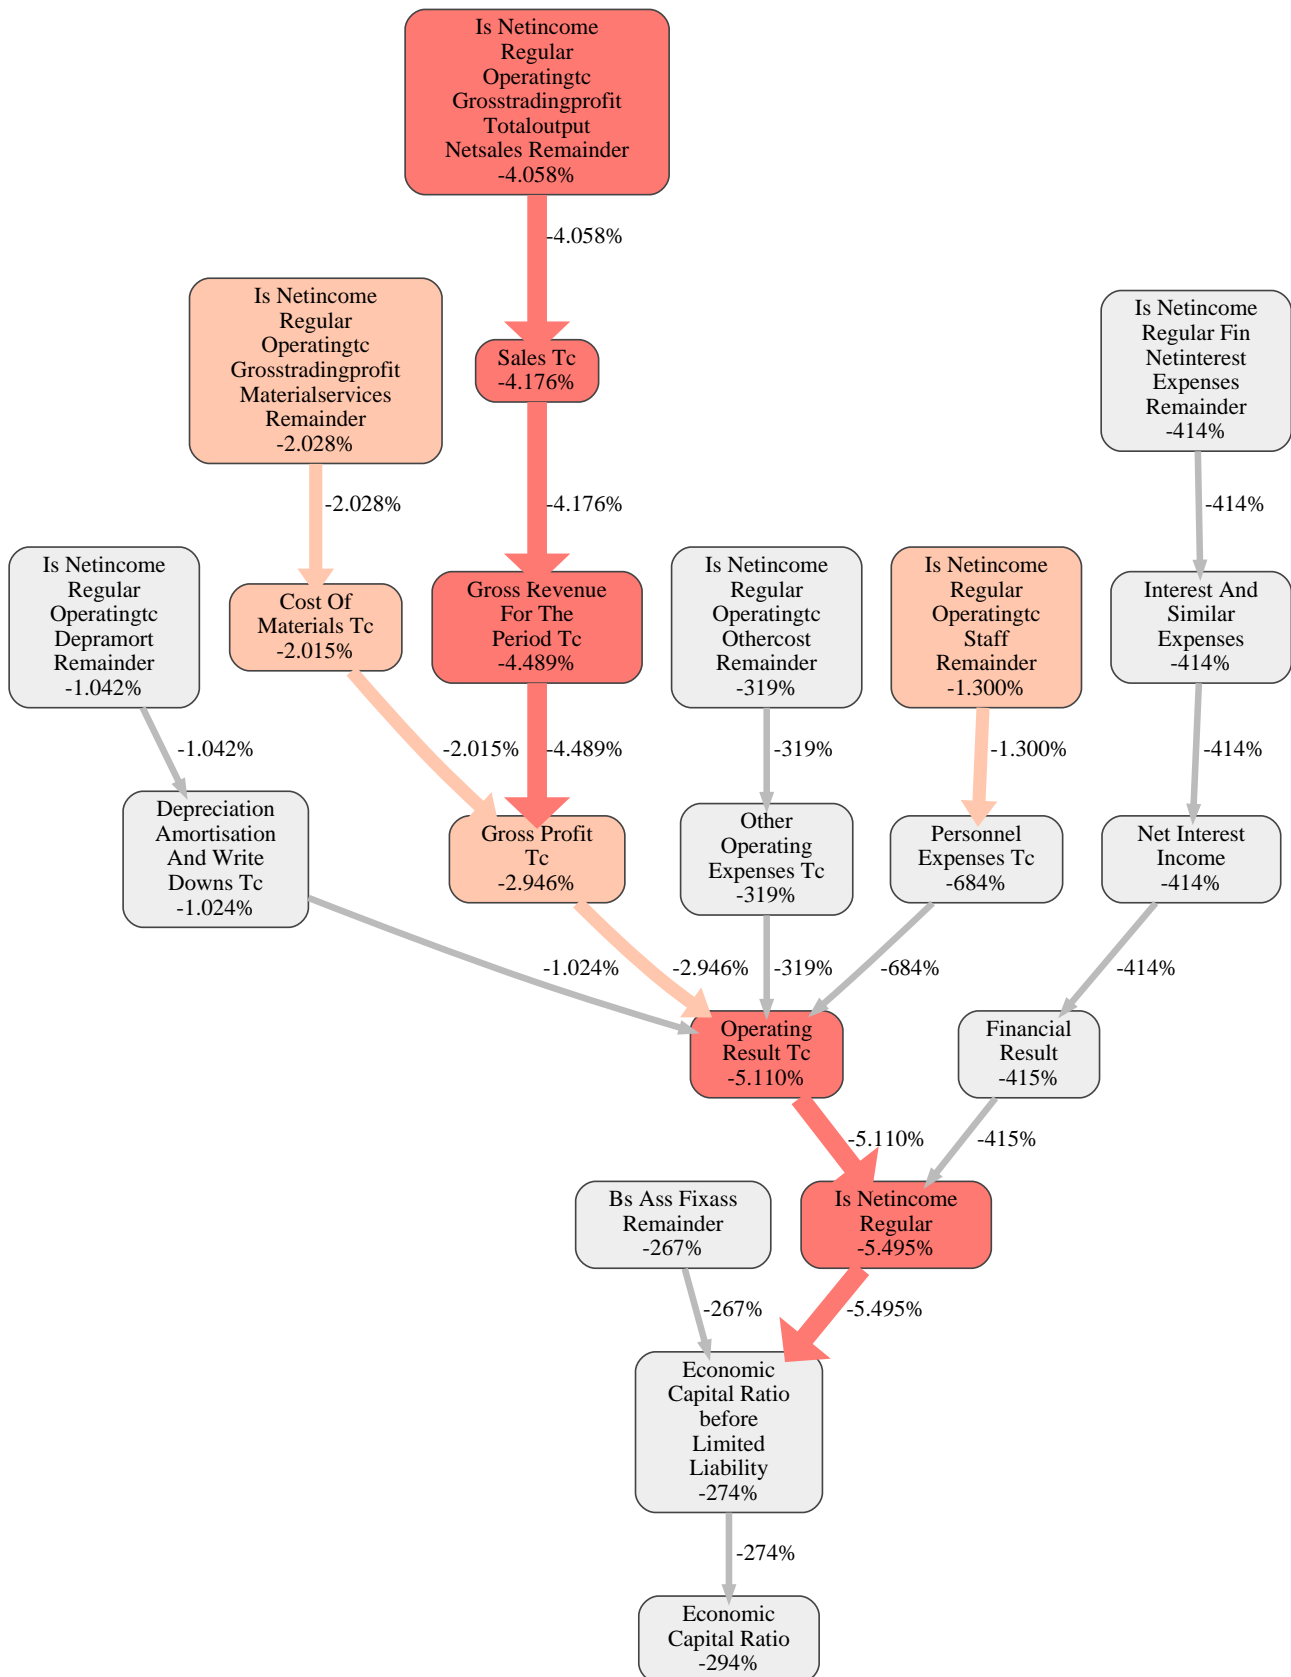 Is Netincome
Regular
Operatingtc
Grosstradingprofit
Totaloutput
Netsales Remainder
-4.058%
-4.058%
Is Netincome
Regular
Operatingtc
Grosstradingprofit
Materialservices
Remainder
-2.028%
Is Netincome
Regular Fin
Netinterest
Expenses
Remainder
-414%
Sales Tc
-4.176%
-2.028%
-4.176%
-414%
Is Netincome
Regular
Operatingtc
Depramort
Remainder
-1.042%
Cost Of
Materials Tc
-2.015%
Gross Revenue
For The
Period Tc
-4.489%
Is Netincome
Regular
Operatingtc
Othercost
Remainder
-319%
Is Netincome
Regular
Operatingtc
Staff
Remainder
-1.300%
Interest And
Similar
Expenses
-414%
-1.042%
-2.015%
-4.489%
-319%
-1.300%
-414%
Depreciation
Amortisation
And Write
Downs Tc
-1.024%
Gross Profit
Tc
-2.946%
Other
Operating
Expenses Tc
-319%
Personnel
Expenses Tc
-684%
Net Interest
Income
-414%
-1.024%
-2.946%
-319%
-684%
-414%
Operating
Result Tc
-5.110%
Financial
Result
-415%
-5.110%
-415%
Bs Ass Fixass
Remainder
-267%
Is Netincome
Regular
-5.495%
-267%
-5.495%
Economic
Capital Ratio
before
Limited
Liability
-274%
-274%
Economic
Capital Ratio
-294%